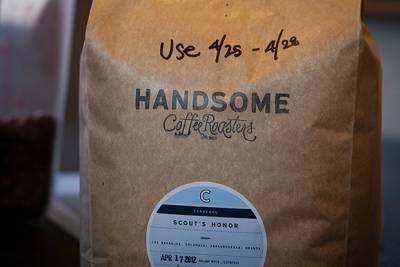 Use 4/25 - 4/28
HANDSOME
Coffee Roasters
C
ESPRESSO
SCOUT'S HONOR
APR 17 2012